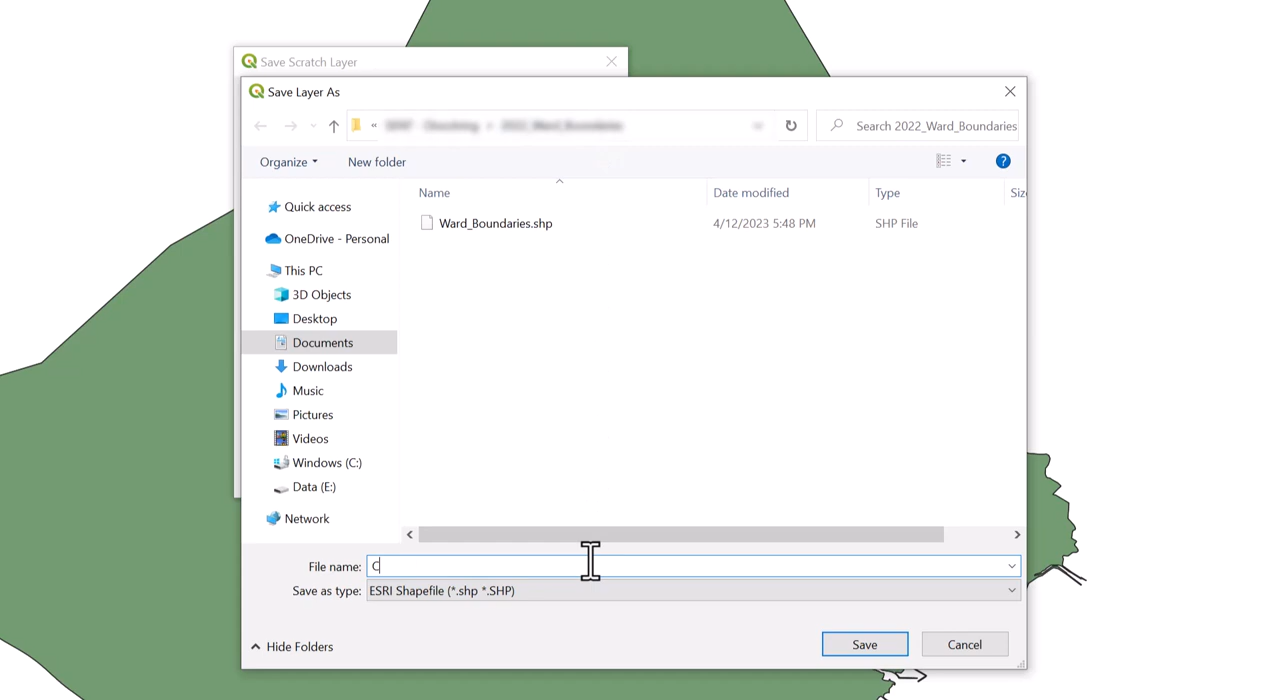 Save Scratch Layer
Save Layer As
«
Search 2022_Ward_Boundaries
Organize
New folder
?
Name
Date modified
Type
Siz
Quick access
Ward_Boundaries.shp
4/12/2023 5:48 PM
SHP File
OneDrive - Personal
This PC
3D Objects
Desktop
Documents
Downloads
Music
Pictures
Videos
Windows (C:)
Data (E:)
Network
File name: C
Save as type: ESRI Shapefile (*.shp *.SHP)
Hide Folders
Save
Cancel